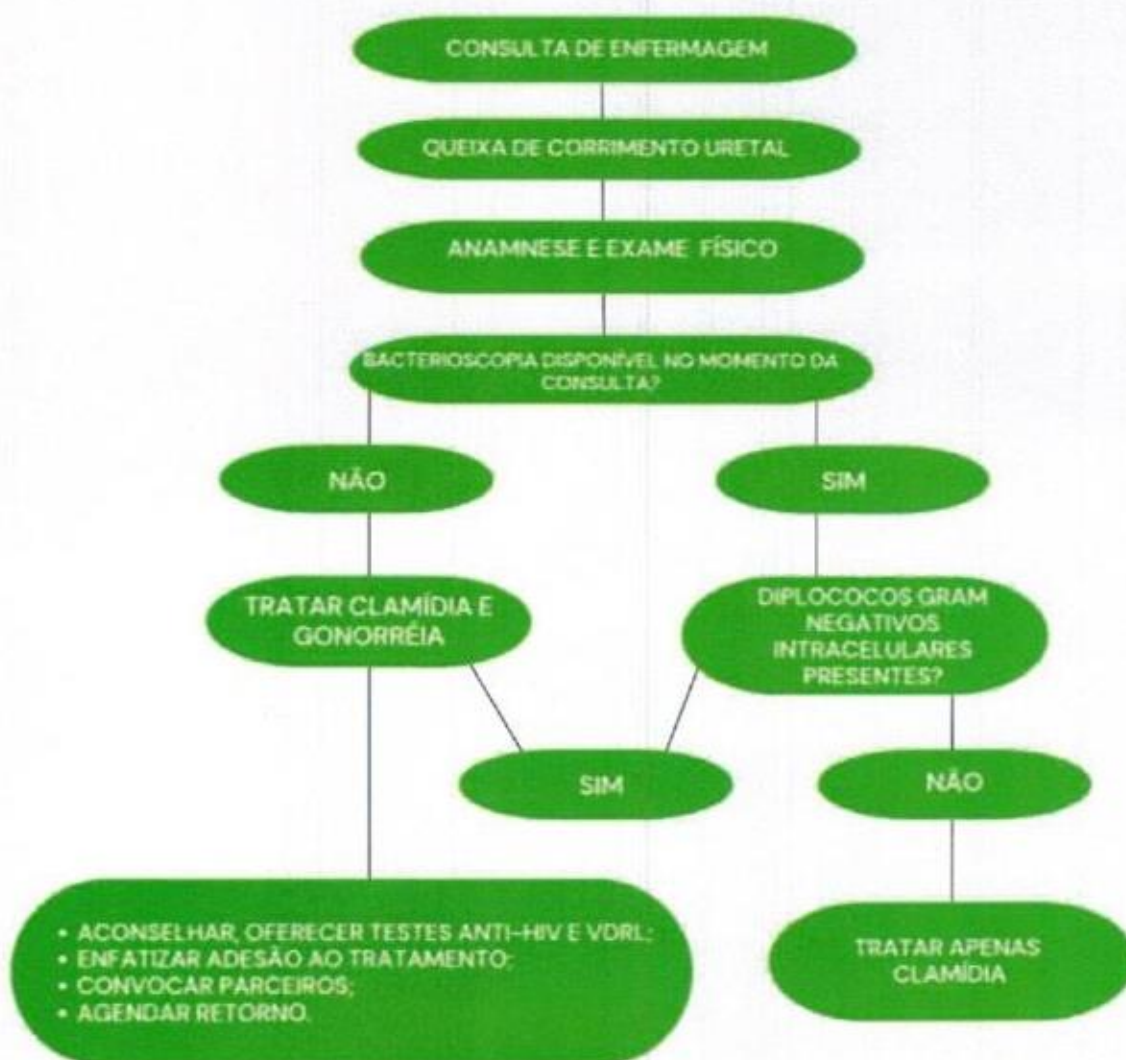 CONSULTA DE ENFERMAGEM
QUEIXA DE CORRIMENTO URETAL
ANAMNESE E EXAME FÍSICO
BACTERIOSCOPIA DISPONÍVEL NO MOMENTO DA
CONSULTA?
NÃO
SIM
TRATAR CLAMÍDIA E
GONORRÉIA
DIPLOCOCOS GRAM
NEGATIVOS
INTRACELULARES
PRESENTES?
SIM
NÃO
• ACONSELHAR, OFERECER TESTES ANTI-HIV E VDRL;
• ENFATIZAR ADESÃO AO TRATAMENTO;
• CONVOCAR PARCEIROS;
• AGENDAR RETORNO.
TRATAR APENAS
CLAMÍDIA